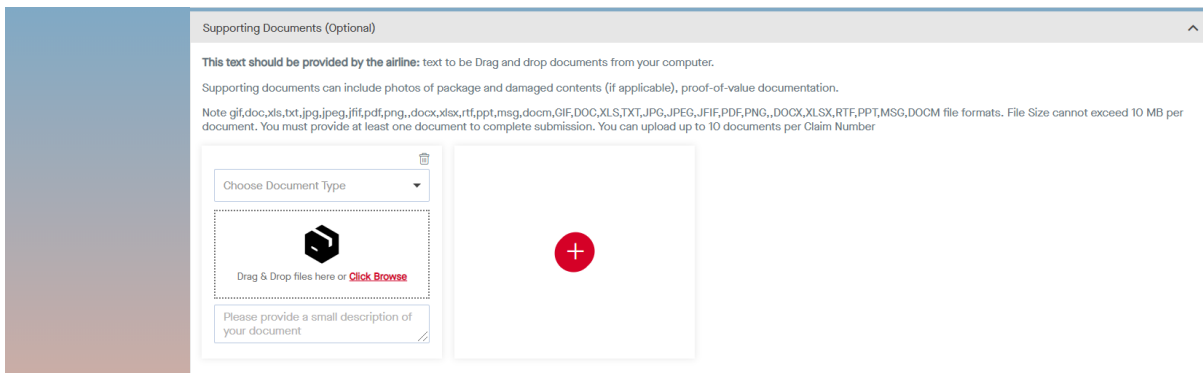 Supporting Documents (Optional)
This text should be provided by the airline: text to be Drag and drop documents from your computer.
Supporting documents can include photos of package and damaged contents (if applicable), proof-of-value documentation.
Note gif,doc,xls,txt,jpg,jpeg,jfif,pdf,png,,docx,xlsx,rtf,ppt,msg,docm,GIF,DOC,XLS,TXT,JPG,JPEG,JFIF,PDF,PNG,,DOCX,XLSX,RTF,PPT,MSG,DOCM file formats. File Size cannot exceed 10 MB per
document. You must provide at least one document to complete submission. You can upload up to 10 documents per Claim Number
Choose Document Type
Drag & Drop files here or Click Browse
Please provide a small description of
your document